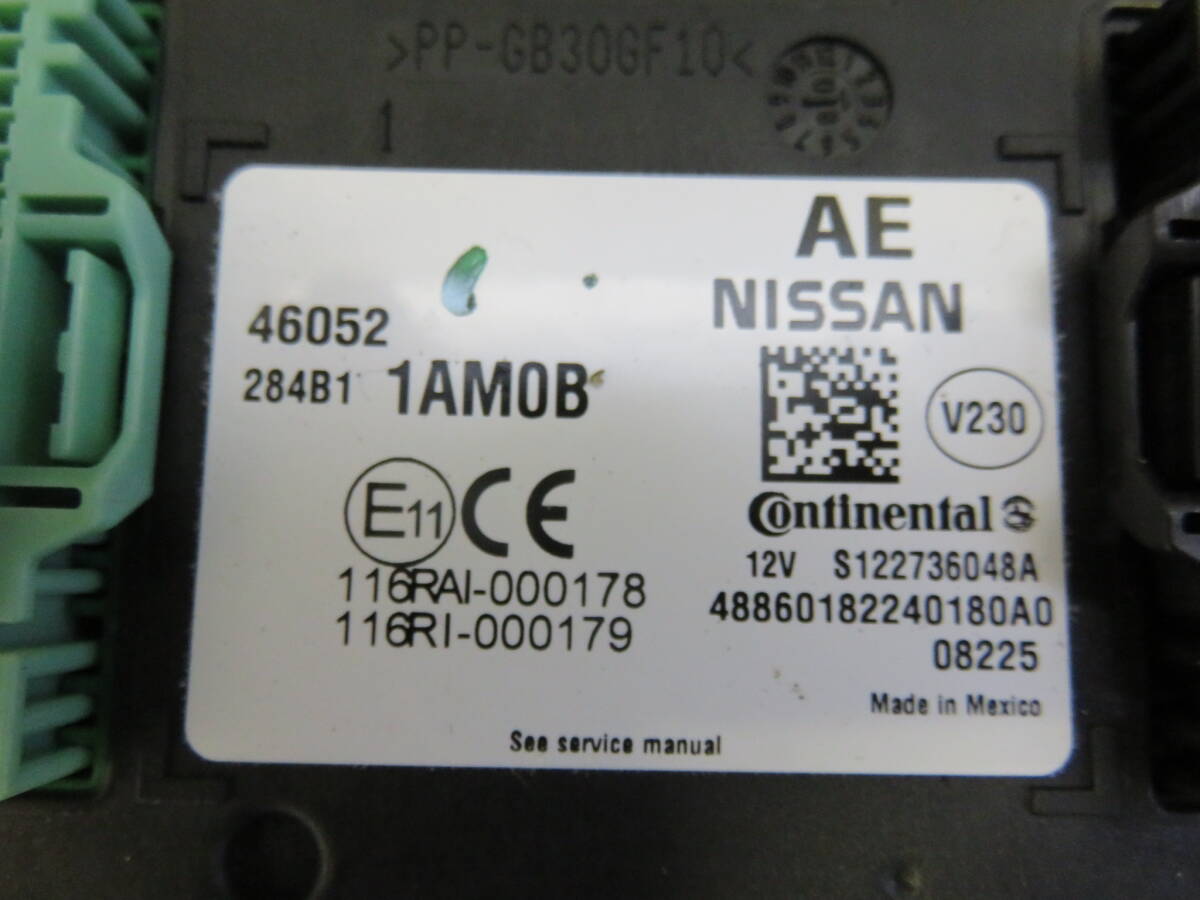 >PP-GB30GF10<
1
AE
NISSAN
46052
284B1 1AM0B
V230
E11 CE
Continental
116RAI-000178
116RI-000179
12V S122736048A
48860182240180A0
08225
Made in Mexico
See service manual